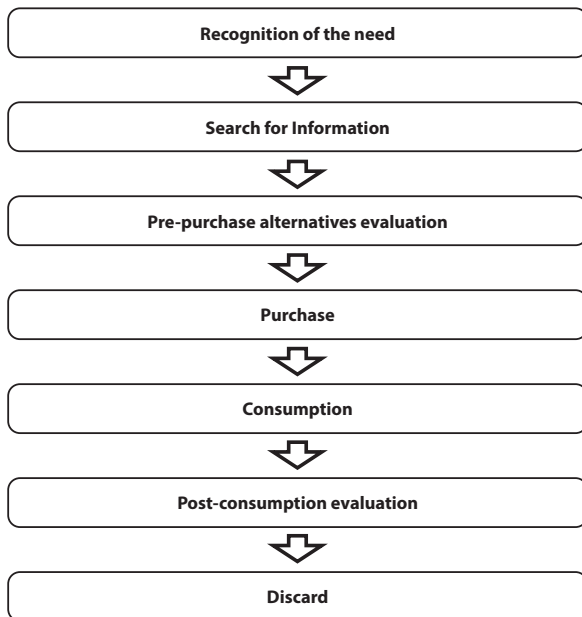 Recognition of the need
Search for Information
Pre-purchase alternatives evaluation
Purchase
Consumption
Post-consumption evaluation
Discard